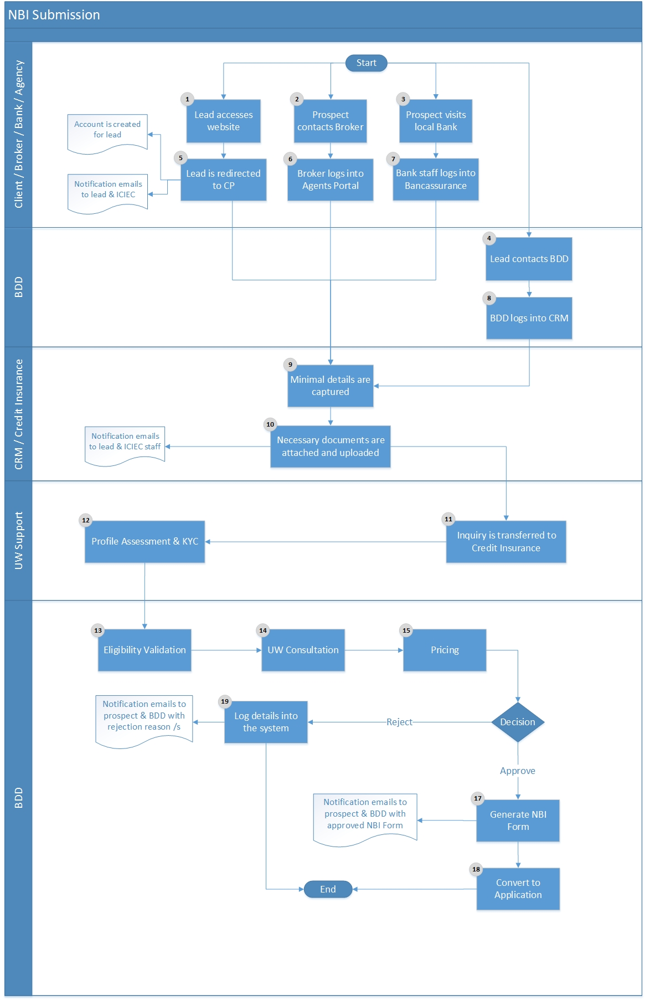 NBI Submission
Client / Broker / Bank / Agency
Start
1
Lead accesses
website
2
Prospect
contacts Broker
3
Prospect visits
local Bank
Account is created
for lead
5
Lead is redirected
to CP
6
Broker logs into
Agents Portal
7
Bank staff logs into
Bancassurance
Notification emails
to lead & ICIEC
BDD
4
Lead contacts BDD
8
BDD logs into CRM
CRM / Credit Insurance
9
Minimal details are
captured
10
Necessary documents are
attached and uploaded
Notification emails
to lead & ICIEC staff
UW Support
11
Inquiry is transferred to
Credit Insurance
12
Profile Assessment & KYC
BDD
13
Eligibility Validation
14
UW Consultation
15
Pricing
Decision
Reject
19
Log details into
the system
Notification emails to
prospect & BDD with
rejection reason /s
Approve
17
Generate NBI
Form
Notification emails to
prospect & BDD with
approved NBI Form
18
Convert to
Application
End